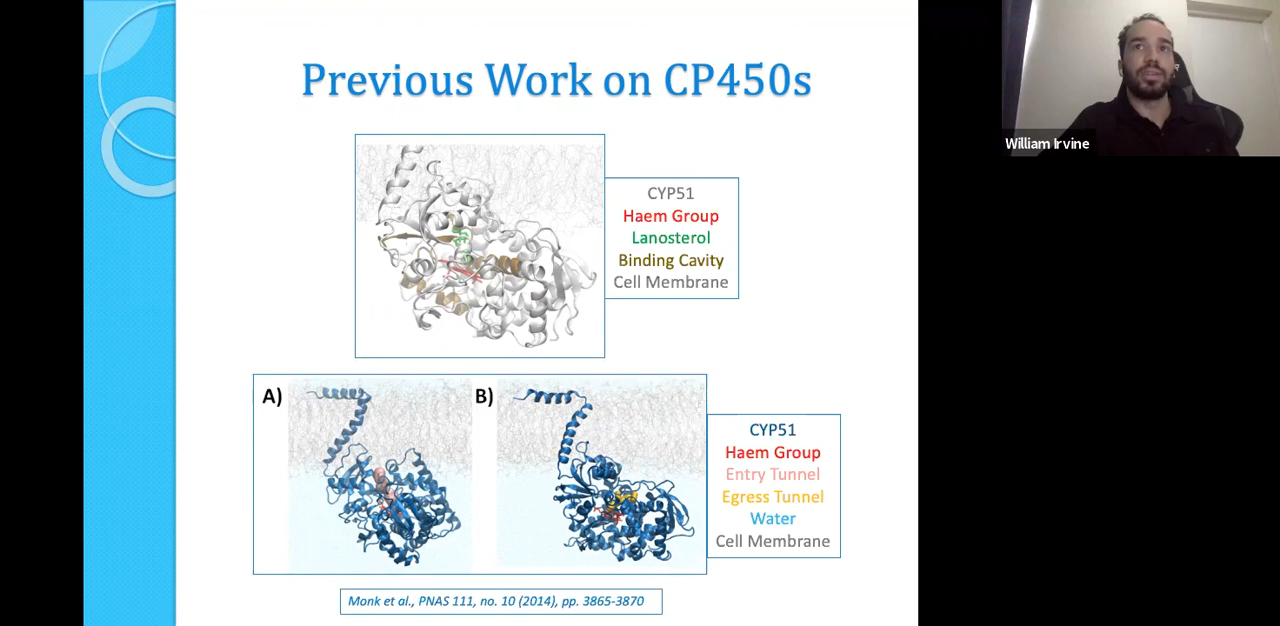 Previous Work on CP450s
William Irvine
CYP51
Haem Group
Lanosterol
Binding Cavity
Cell Membrane
A)
B)
CYP51
Haem Group
Entry Tunnel
Egress Tunnel
Water
Cell Membrane
Monk et al., PNAS 111, no. 10 (2014), pp. 3865-3870